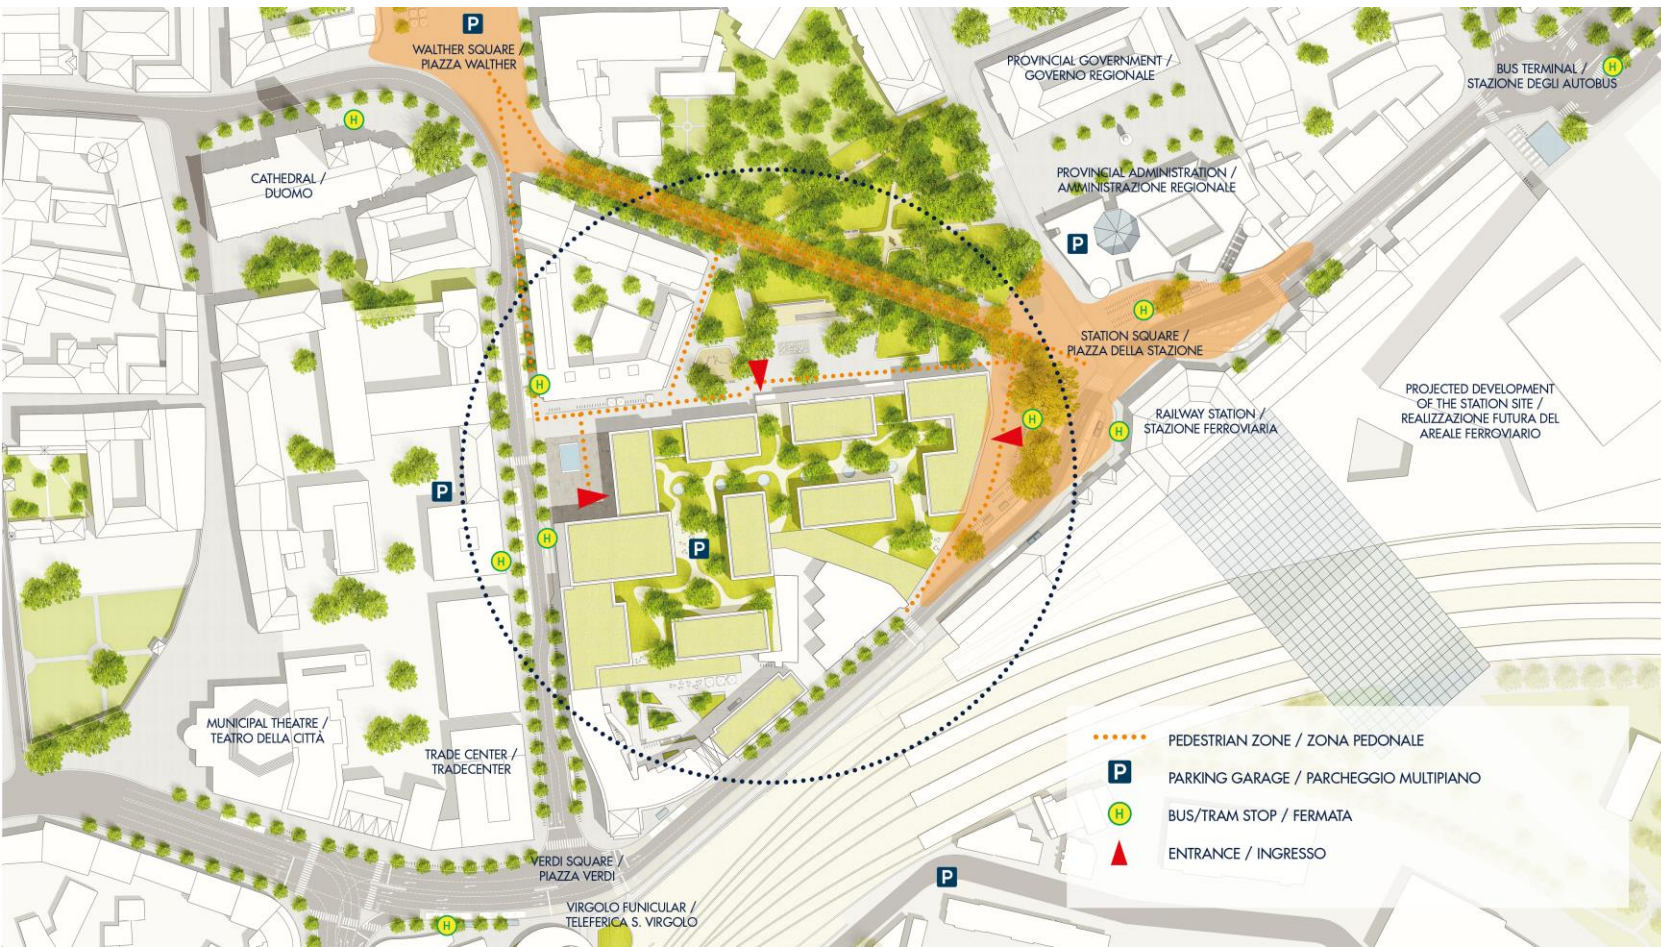 P
WALTHER SQUARE /
PIAZZA WALTHER
PROVINCIAL GOVERNMENT /
GOVERNO REGIONALE
BUS TERMINAL /
STAZIONE DEGLI AUTOBUS
H
H
CATHEDRAL /
DUOMO
PROVINCIAL ADMINISTRATION /
AMMINISTRAZIONE REGIONALE
P
H
STATION SQUARE /
PIAZZA DELLA STAZIONE
H
PROJECTED DEVELOPMENT
OF THE STATION SITE /
REALIZZAZIONE FUTURA DEL
AREALE FERROVIARIO
RAILWAY STATION /
STAZIONE FERROVIARIA
H
H
P
H
H
P
MUNICIPAL THEATRE /
TEATRO DELLA CITTÀ
TRADE CENTER /
TRADECENTER
VERDI SQUARE /
PIAZZA VERDI
P
VIRGOLO FUNICULAR /
TELEFERICA S. VIRGOLO
H
PEDESTRIAN ZONE / ZONA PEDONALE
P PARKING GARAGE / PARCHEGGIO MULTIPIANO
H BUS/TRAM STOP / FERMATA
ENTRANCE / INGRESSO